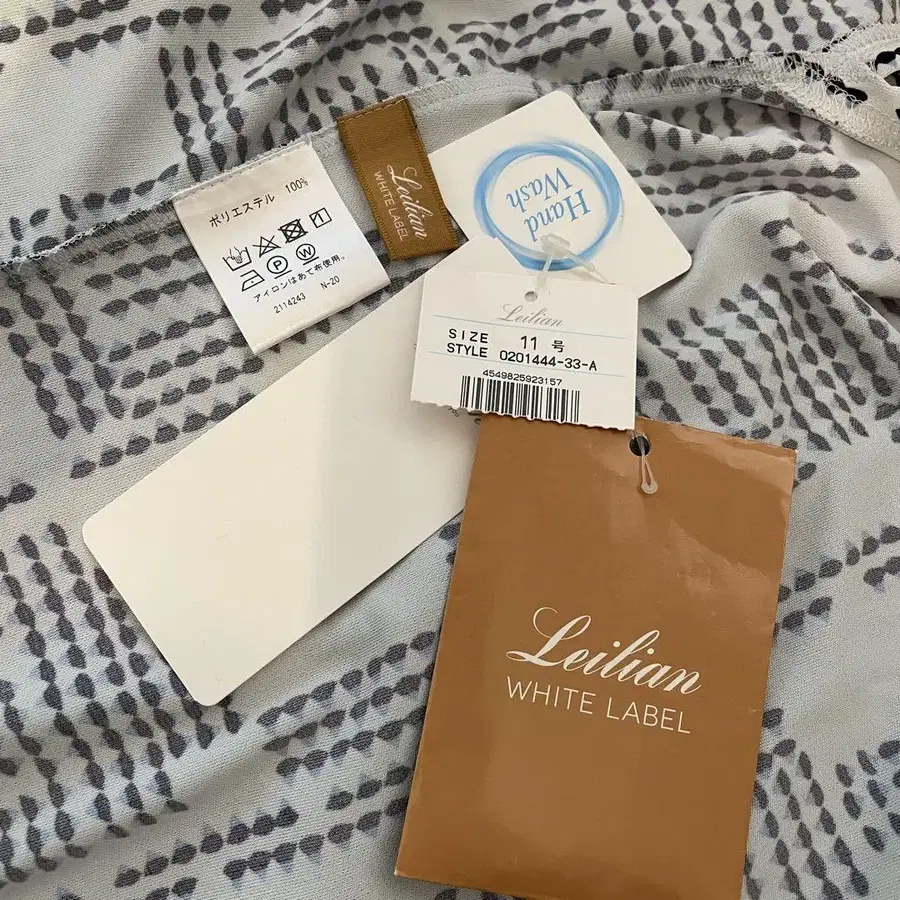 ポリエステル 100%
アイロンはあて布使用。
2114243 N-20
Leilian
WHITE LABEL
Hand
Wash
Leilian
SIZE 11 号
STYLE 0201444-33-A
4549825923157
Leilian
WHITE LABEL